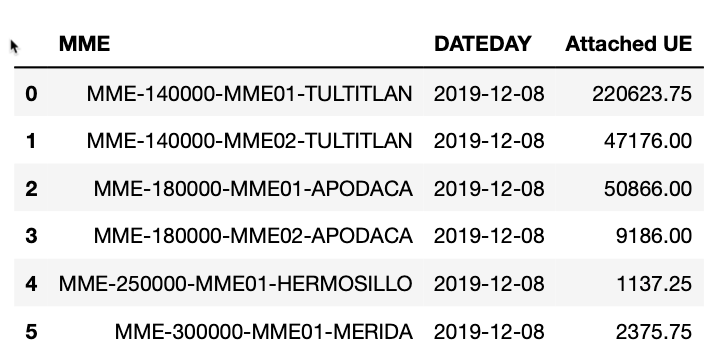 MME DATEDAY Attached UE
0 MME-140000-MME01-TULTITLAN 2019-12-08 220623.75
1 MME-140000-MME02-TULTITLAN 2019-12-08 47176.00
2 MME-180000-MME01-APODACA 2019-12-08 50866.00
3 MME-180000-MME02-APODACA 2019-12-08 9186.00
4 MME-250000-MME01-HERMOSILLO 2019-12-08 1137.25
5 MME-300000-MME01-MERIDA 2019-12-08 2375.75